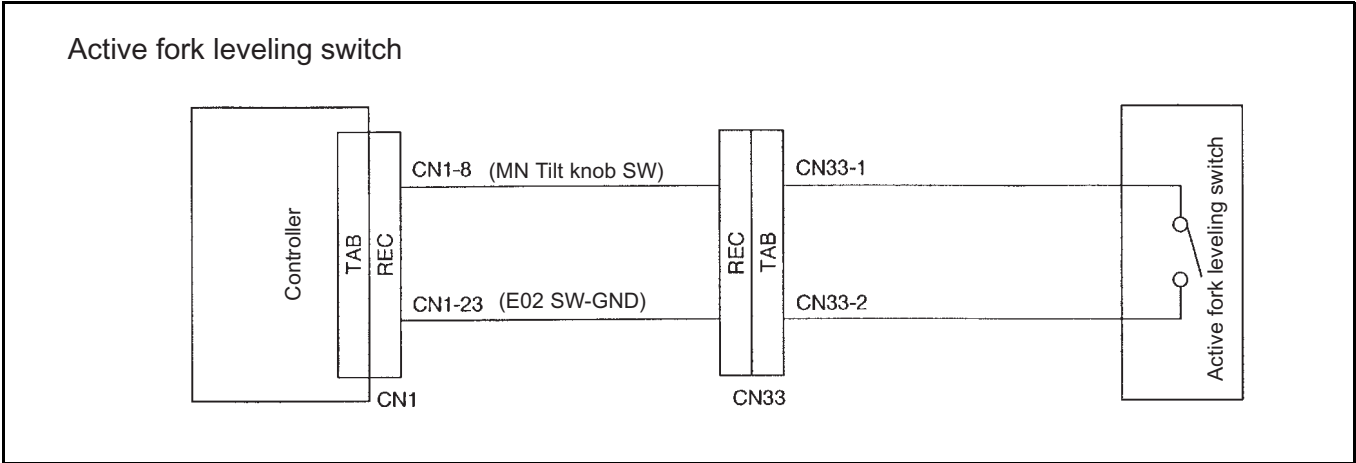 Active fork leveling switch
Controller
TAB
REC
CN1-8 (MN Tilt knob SW)
CN1-23 (E02 SW-GND)
CN1
REC
TAB
CN33-1
CN33-2
CN33
Active fork leveling switch